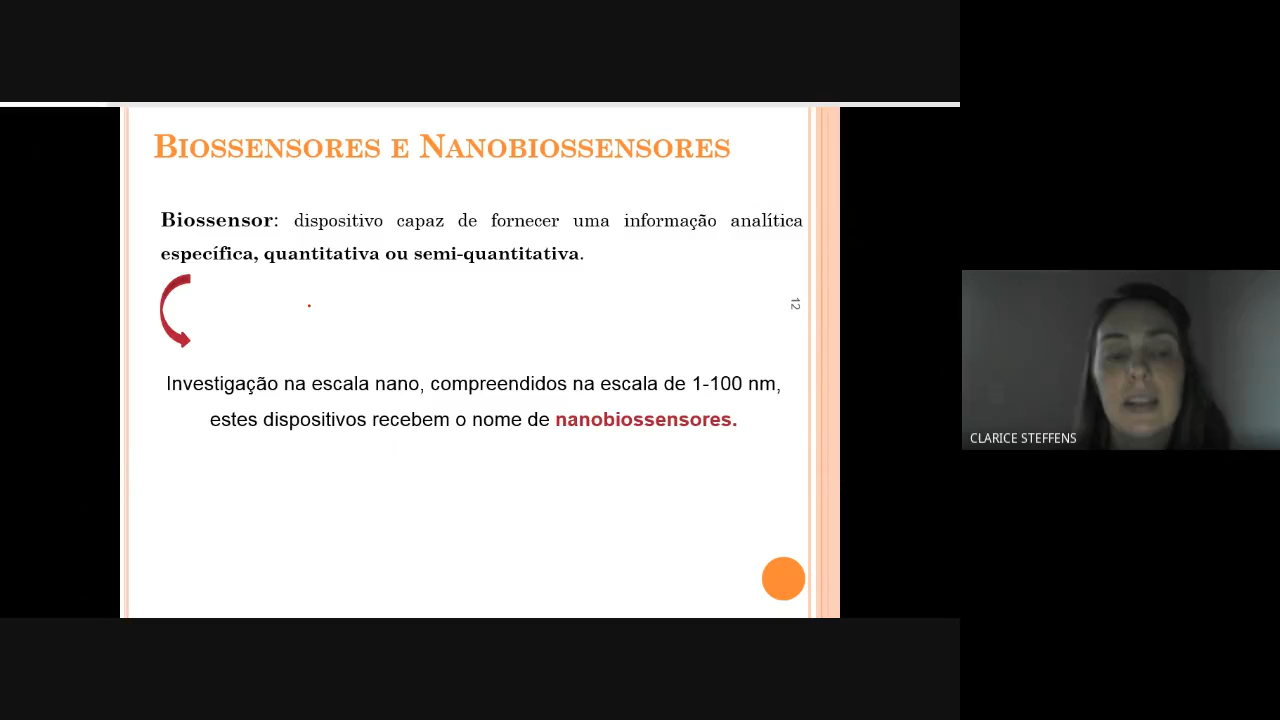 BIOSSENSORES E NANOBIOSSENSORES
Biossensor: dispositivo capaz de fornecer uma informação analítica
específica, quantitativa ou semi-quantitativa.
12
Investigação na escala nano, compreendidos na escala de 1-100 nm,
estes dispositivos recebem o nome de nanobiossensores.
CLARICE STEFFENS